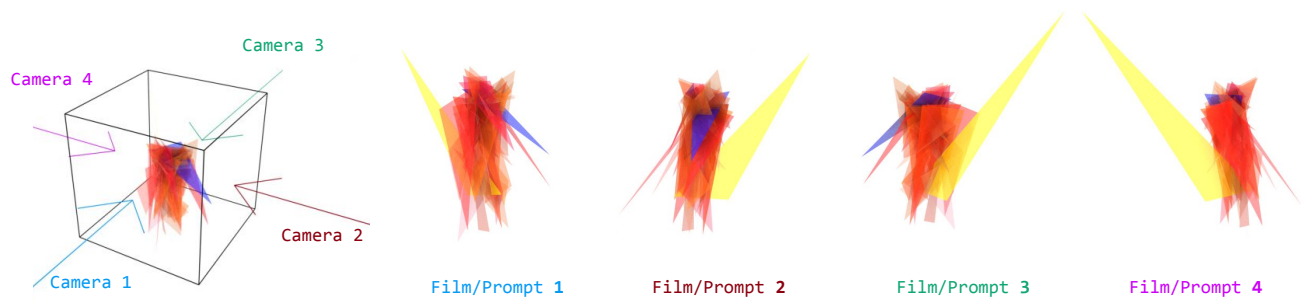 Camera 3
Camera 4
Camera 2
Camera 1
Film/Prompt 1
Film/Prompt 2
Film/Prompt 3
Film/Prompt 4